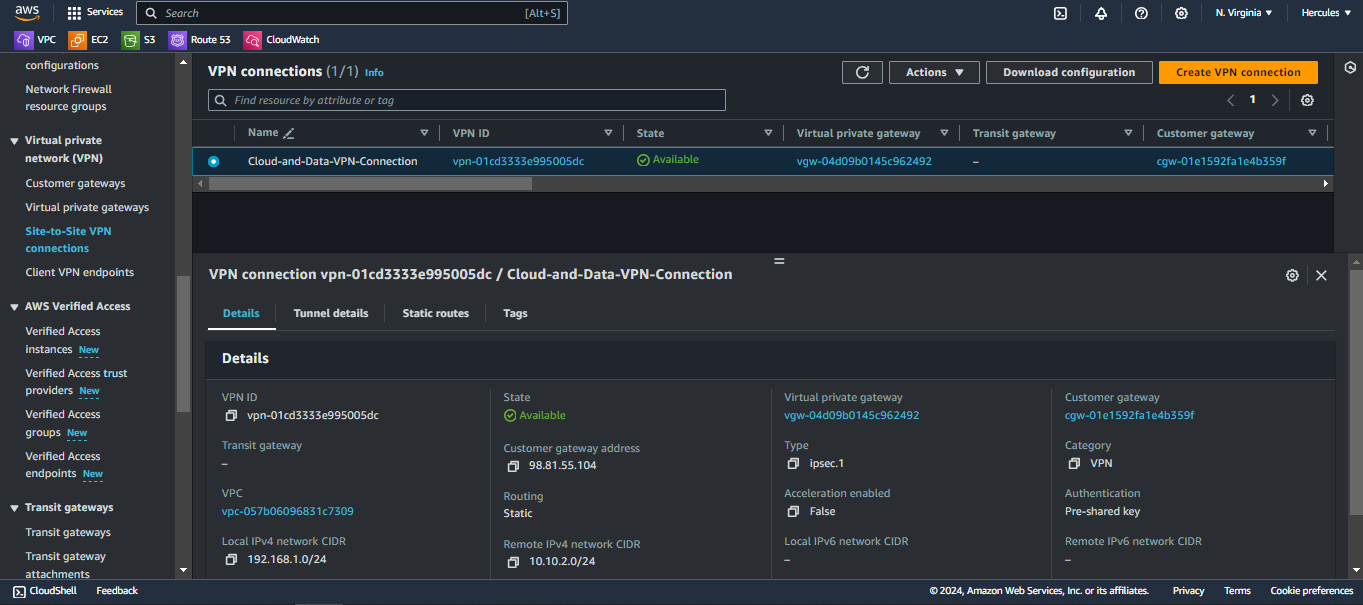 aws
Services
Search
[Alt+S]
N. Virginia
Hercules
VPC
EC2
S3
Route 53
CloudWatch
configurations
Network Firewall
resource groups
Virtual private
network (VPN)
Customer gateways
Virtual private gateways
Site-to-Site VPN
connections
Client VPN endpoints
AWS Verified Access
Verified Access
instances New
Verified Access trust
providers New
Verified Access
groups New
Verified Access
endpoints New
Transit gateways
Transit gateways
Transit gateway
attachments
VPN connections (1/1) Info
Actions
Download configuration
Create VPN connection
Find resource by attribute or tag
1
Name
VPN ID
State
Virtual private gateway
Transit gateway
Customer gateway
Cloud-and-Data-VPN-Connection
vpn-01cd3333e995005dc
Available
vgw-04d09b0145c962492
–
cgw-01e1592fa1e4b359f
VPN connection vpn-01cd3333e995005dc / Cloud-and-Data-VPN-Connection
Details
Tunnel details
Static routes
Tags
Details
VPN ID
vpn-01cd3333e995005dc
Transit gateway
–
VPC
vpc-057b06096831c7309
Local IPv4 network CIDR
192.168.1.0/24
State
Available
Customer gateway address
98.81.55.104
Routing
Static
Remote IPv4 network CIDR
10.10.2.0/24
Virtual private gateway
vgw-04d09b0145c962492
Type
ipsec.1
Acceleration enabled
False
Local IPv6 network CIDR
–
Customer gateway
cgw-01e1592fa1e4b359f
Category
VPN
Authentication
Pre-shared key
Remote IPv6 network CIDR
–
CloudShell
Feedback
© 2024, Amazon Web Services, Inc. or its affiliates.
Privacy
Terms
Cookie preferences